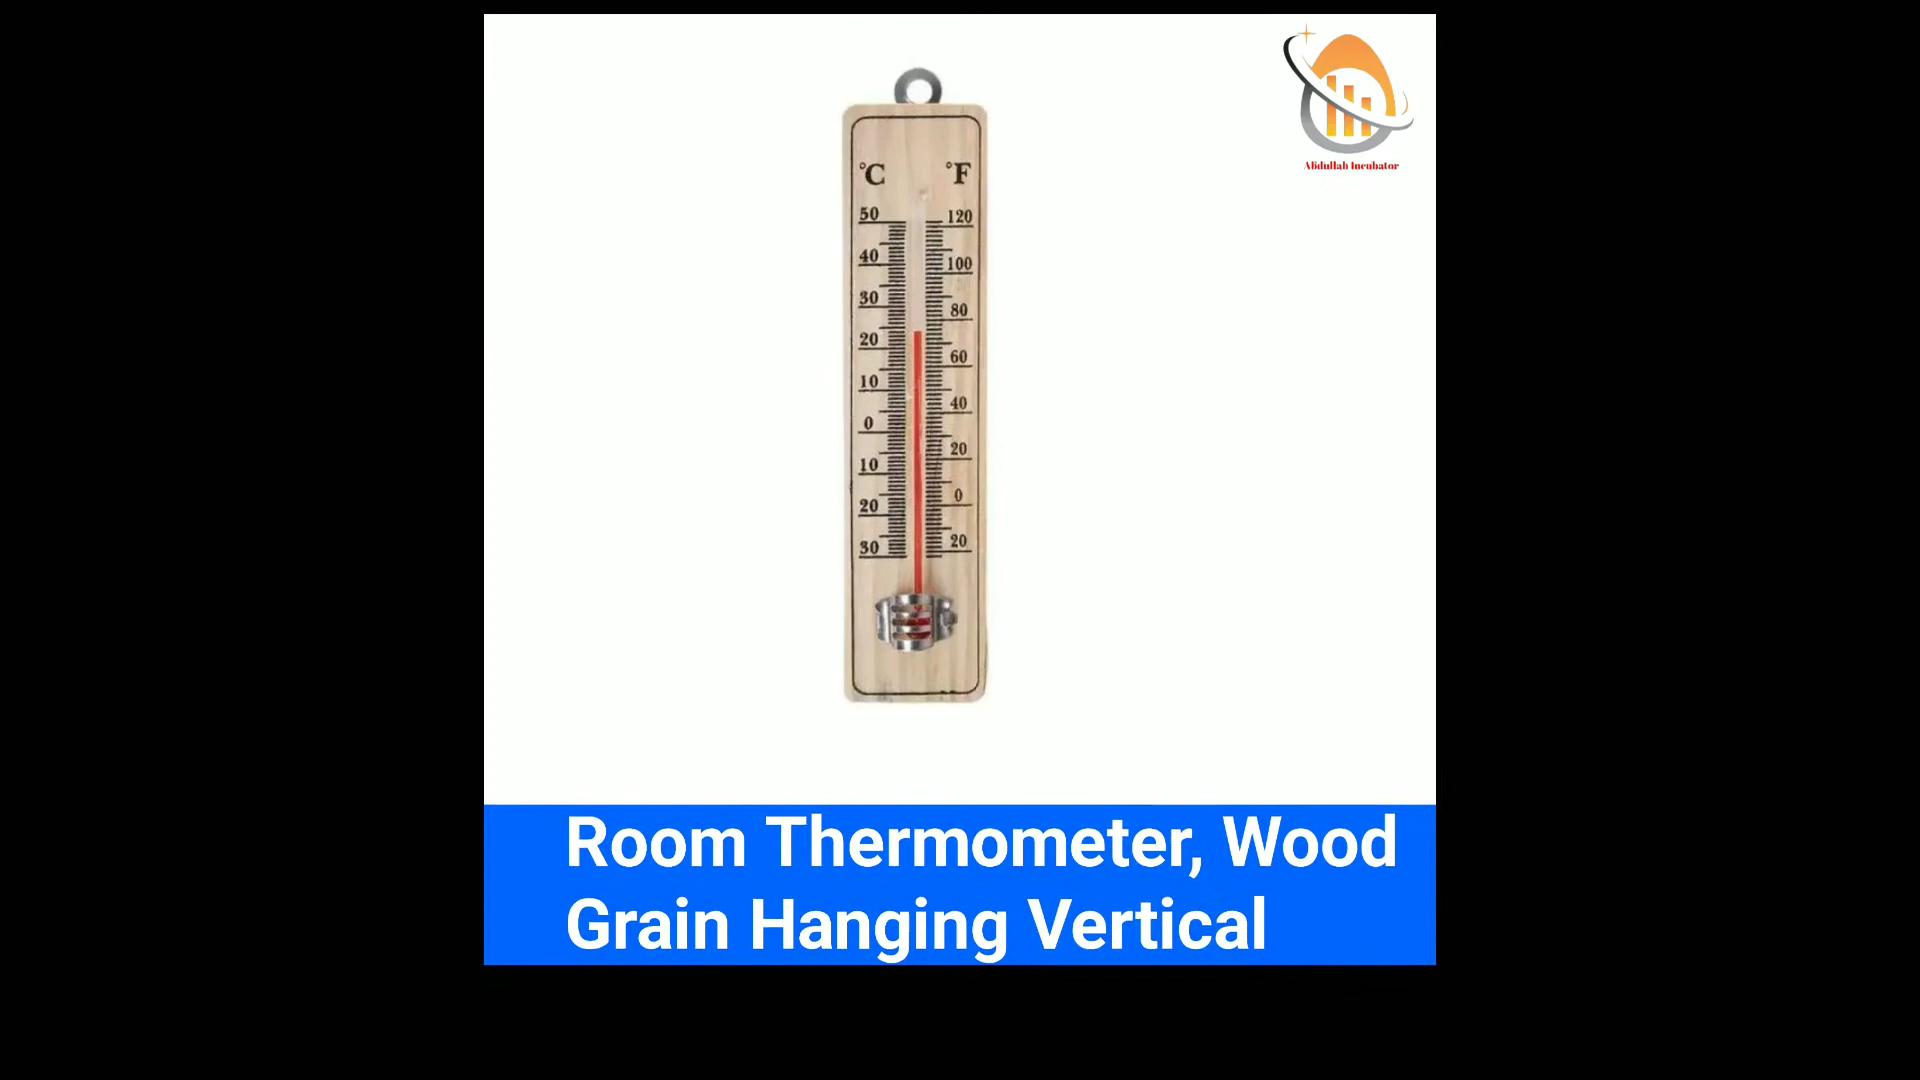 Abdullah Incubator
°C °F
50 120
40 100
30 80
20 60
10 40
0 20
10 0
20 20
30
Room Thermometer, Wood
Grain Hanging Vertical